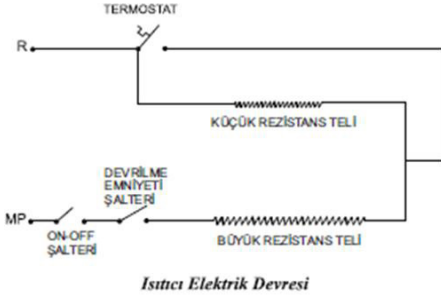 TERMOSTAT
R
KÜÇÜK REZİSTANS TELİ
DEVRİLME
EMNİYETİ
ŞALTERİ
MP
ON-OFF
ŞALTERİ
BÜYÜK REZİSTANS TELİ
Isıtıcı Elektrik Devresi